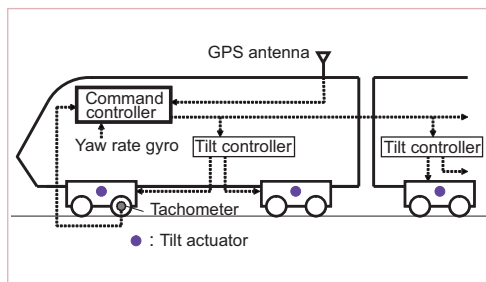 GPS antenna
Command
controller
Yaw rate gyro
Tilt controller
Tilt controller
Tachometer
: Tilt actuator